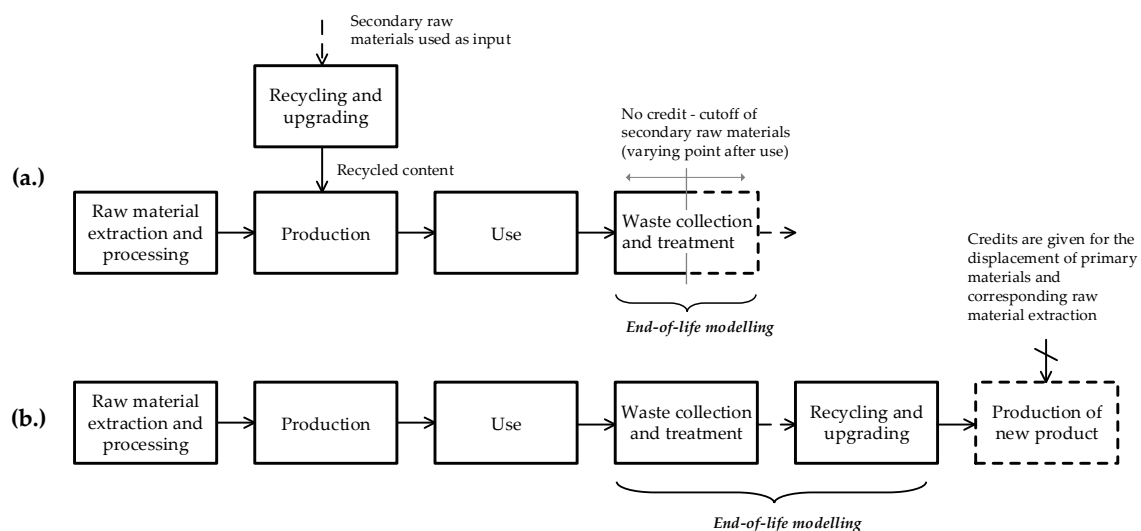 Secondary raw
materials used as input
Recycling and
upgrading
No credit - cutoff of
secondary raw materials
(varying point after use)
Recycled content
(a.)
Raw material
extraction and
processing
Production
Use
Waste collection
and treatment
End-of-life modelling
Credits are given for the
displacement of primary
materials and
corresponding raw
material extraction
(b.)
Raw material
extraction and
processing
Production
Use
Waste collection
and treatment
Recycling and
upgrading
Production of
new product
End-of-life modelling